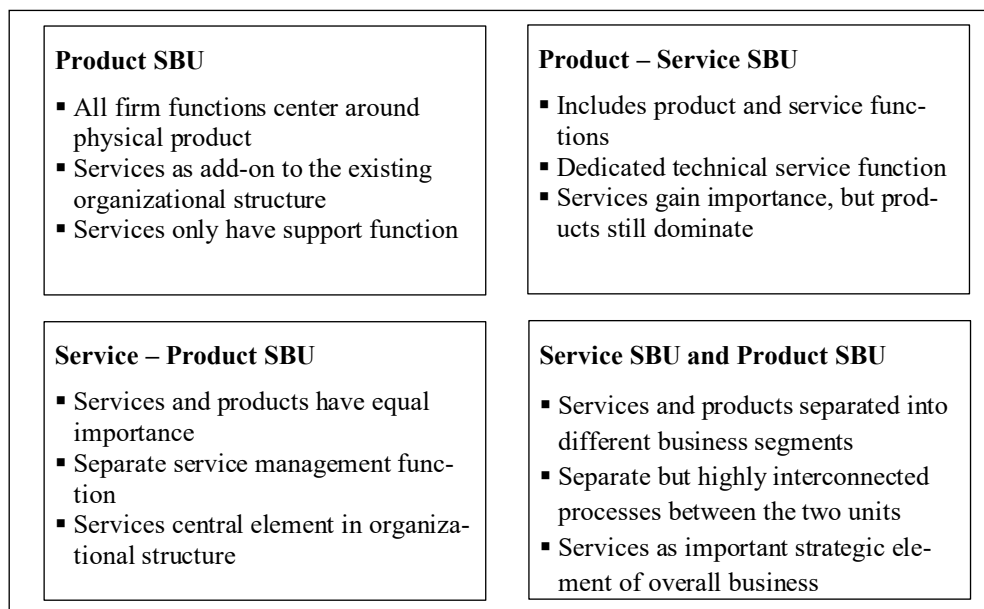 Product SBU
▪ All firm functions center around
physical product
▪ Services as add-on to the existing
organizational structure
▪ Services only have support function
Product – Service SBU
▪ Includes product and service func-
tions
▪ Dedicated technical service function
▪ Services gain importance, but prod-
ucts still dominate
Service – Product SBU
▪ Services and products have equal
importance
▪ Separate service management func-
tion
▪ Services central element in organiza-
tional structure
Service SBU and Product SBU
▪ Services and products separated into
different business segments
▪ Separate but highly interconnected
processes between the two units
▪ Services as important strategic ele-
ment of overall business